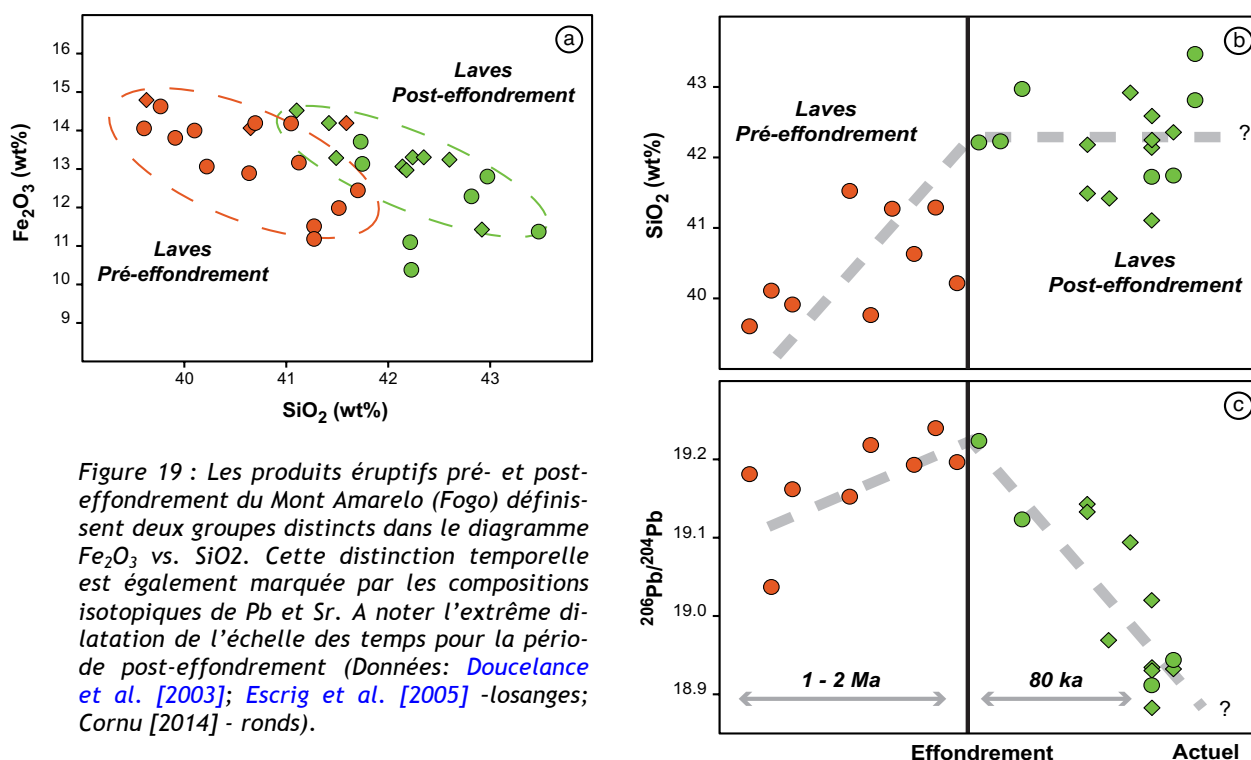 a
16
15
14
13
12
11
10
9
Fe2O3 (wt%)
Laves
Post-effondrement
Laves
Pré-effondrement
40
41
42
43
SiO2 (wt%)
b
43
42
41
40
SiO2 (wt%)
Laves
Pré-effondrement
?
Laves
Post-effondrement
c
19.2
19.1
19.0
18.9
206Pb/204Pb
1 - 2 Ma
80 ka
?
Effondrement
Actuel
Figure 19 : Les produits éruptifs pré- et post-
effondrement du Mont Amarelo (Fogo) définis-
sent deux groupes distincts dans le diagramme
Fe2O3 vs. SiO2. Cette distinction temporelle
est également marquée par les compositions
isotopiques de Pb et Sr. A noter l'extrême di-
latation de l'échelle des temps pour la pério-
de post-effondrement (Données: Doucelance
et al. [2003]; Escrig et al. [2005] -losanges;
Cornu [2014] - ronds).